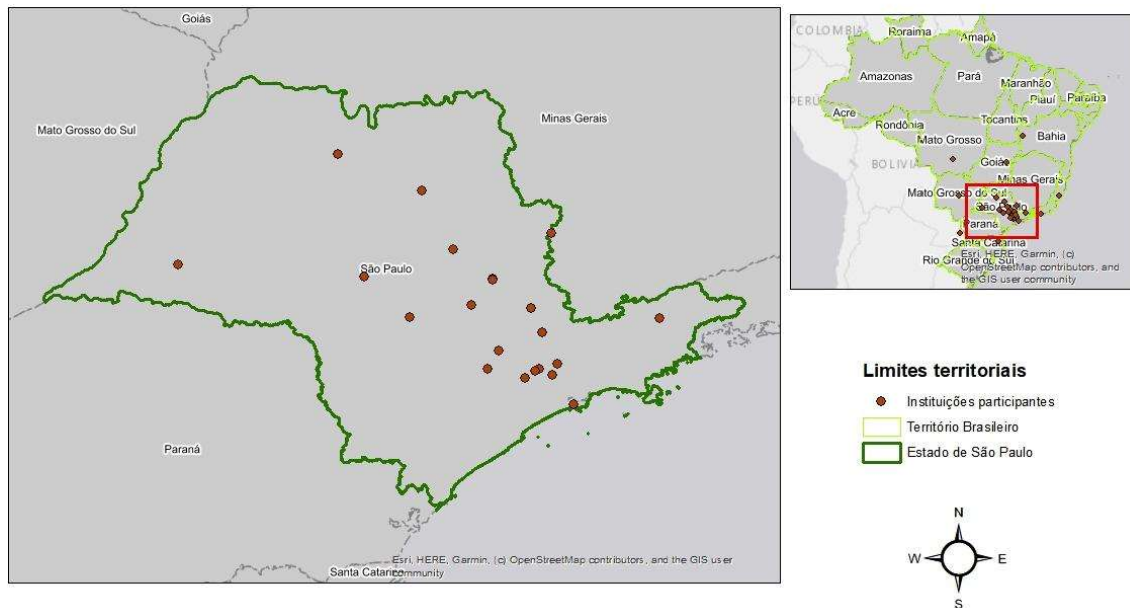 Goiás
Mato Grosso do Sul
Minas Gerais
São Paulo
Paraná
Esri, HERE, Garmin, (c) OpenStreetMap contributors, and the GIS user
community
Santa Catarina
COLOMBIA
Roraima
Amapá
Amazonas
Pará
Maranhão
Piauí
Paraíba
PERÚ
Acre
Tocantins
Rondônia
Mato Grosso
Bahia
BOLIVIA
Goiás
Minas Gerais
Mato Grosso do Sul
São Paulo
Paraná
Santa Catarina
Rio Grande do Sul
Esri, HERE, Garmin, (c)
OpenStreetMap contributors, and
the GIS user community
Limites territoriais
Instituições participantes
Território Brasileiro
Estado de São Paulo
N
W
E
S